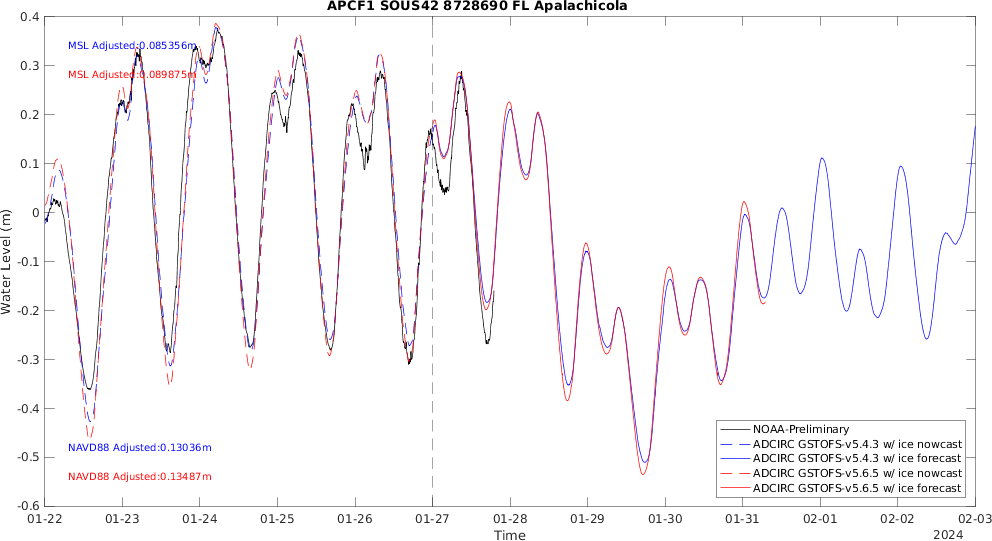 APCF1 SOUS42 8728690 FL Apalachicola
0.4
0.3
0.2
0.1
0
-0.1
-0.2
-0.3
-0.4
-0.5
-0.6
Water Level (m)
MSL Adjusted:0.085356m
MSL Adjusted:0.089875m
NAVD88 Adjusted:0.13036m
NAVD88 Adjusted:0.13487m
NOAA-Preliminary
ADCIRC GSTOFS-v5.4.3 w/ ice nowcast
ADCIRC GSTOFS-v5.4.3 w/ ice forecast
ADCIRC GSTOFS-v5.6.5 w/ ice nowcast
ADCIRC GSTOFS-v5.6.5 w/ ice forecast
01-22 01-23 01-24 01-25 01-26 01-27 01-28 01-29 01-30 01-31 02-01 02-02 02-03
Time
2024